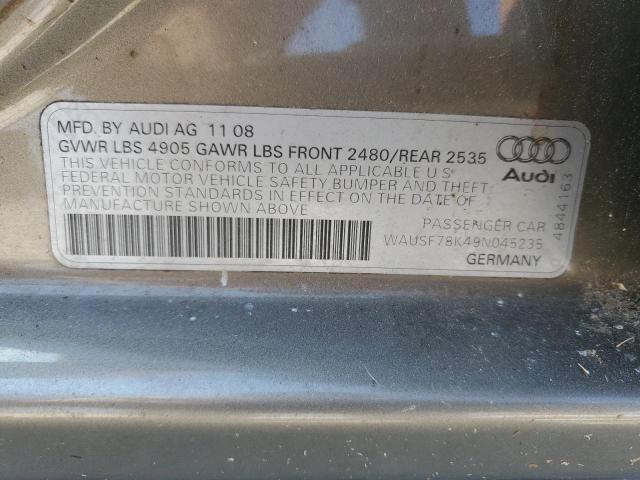 MFD. BY AUDI AG 11 08
GVWR LBS 4905 GAWR LBS FRONT 2480/REAR 2535
THIS VEHICLE CONFORMS TO ALL APPLICABLE U S
FEDERAL MOTOR VEHICLE SAFETY BUMPER AND THEFT
PREVENTION STANDARDS IN EFFECT ON THE DATE OF
MANUFACTURE SHOWN ABOVE
Audi
4844163
PASSENGER CAR
WAUSF78K49N045235
GERMANY